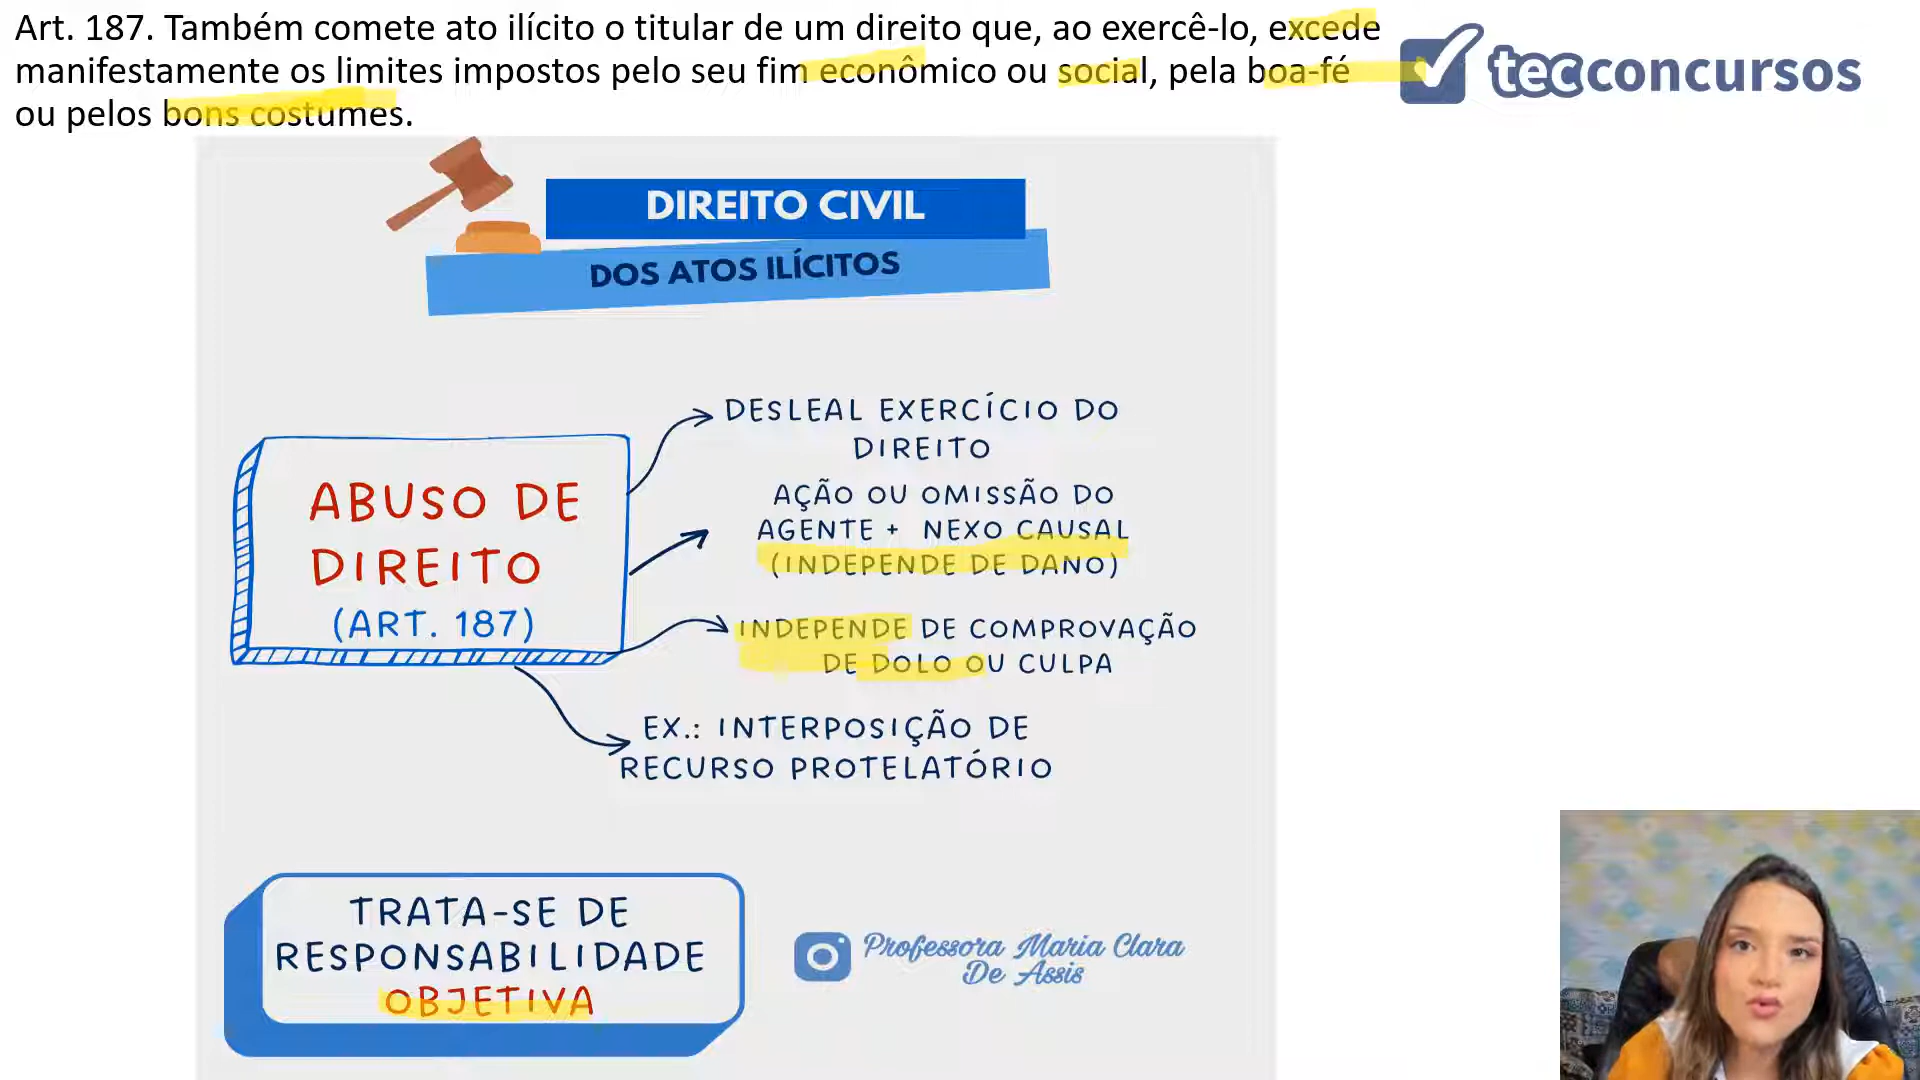 Art. 187. Também comete ato ilícito o titular de um direito que, ao exercê-lo, excede
manifestamente os limites impostos pelo seu fim econômico ou social, pela boa-fé
ou pelos bons costumes.
tecconcursos
DIREITO CIVIL
DOS ATOS ILÍCITOS
DESLEAL EXERCÍCIO DO
DIREITO
AÇÃO OU OMISSÃO DO
AGENTE + NEXO CAUSAL
(INDEPENDE DE DANO)
ABUSO DE
DIREITO
(ART. 187)
INDEPENDE DE COMPROVAÇÃO
DE DOLO OU CULPA
EX.: INTERPOSIÇÃO DE
RECURSO PROTELATÓRIO
TRATA-SE DE
RESPONSABILIDADE
OBJETIVA
Professora Maria Clara
De Assis